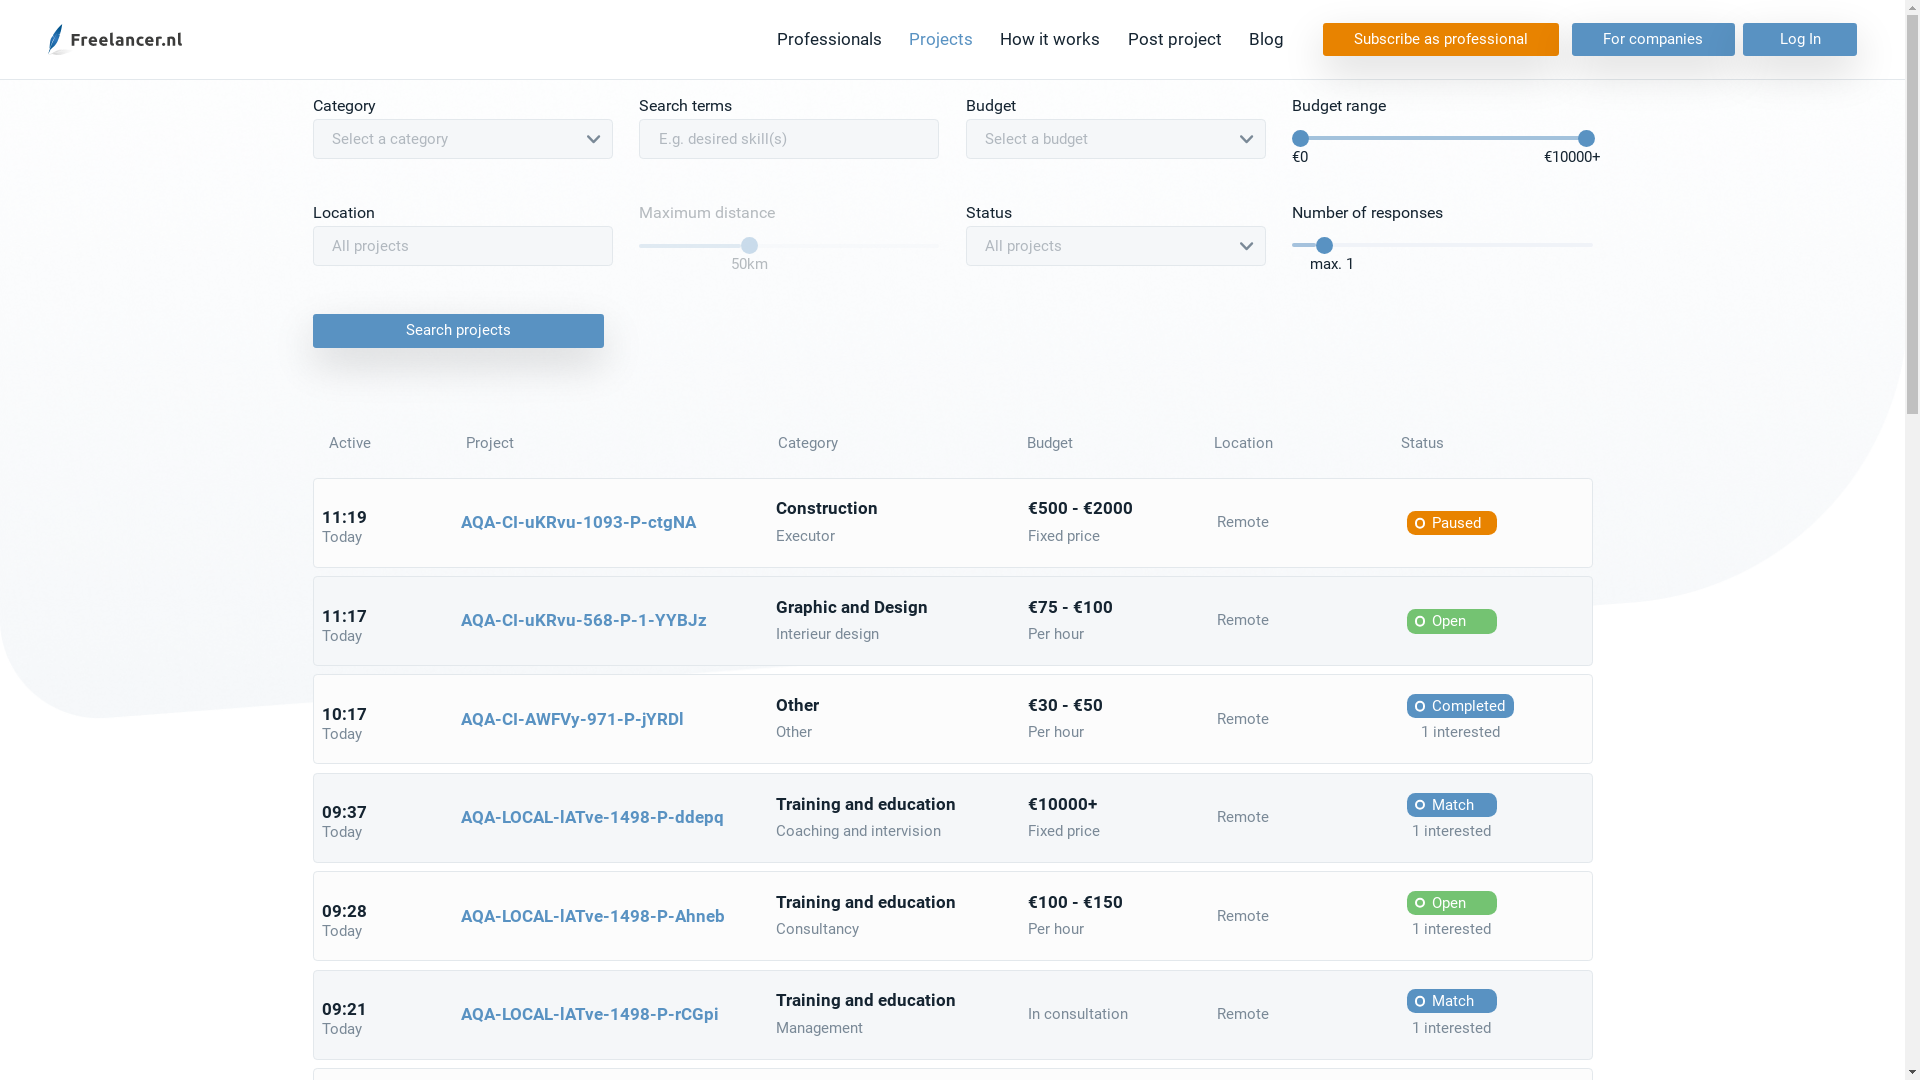 Freelancer.nl
Professionals Projects How it works Post project Blog Subscribe as professional For companies Log In
Category Search terms Budget Budget range
Select a category E.g. desired skill(s) Select a budget
€0 €10000+
Location Maximum distance Status Number of responses
All projects All projects
50km max. 1
Search projects
Active Project Category Budget Location Status
11:19 Today AQA-CI-uKRvu-1093-P-ctgNA Construction Executor €500 - €2000 Fixed price Remote Paused
11:17 Today AQA-CI-uKRvu-568-P-1-YYBJz Graphic and Design Interieur design €75 - €100 Per hour Remote Open
10:17 Today AQA-CI-AWFVy-971-P-jYRDl Other Other €30 - €50 Per hour Remote Completed 1 interested
09:37 Today AQA-LOCAL-lATve-1498-P-ddepq Training and education Coaching and intervision €10000+ Fixed price Remote Match 1 interested
09:28 Today AQA-LOCAL-lATve-1498-P-Ahneb Training and education Consultancy €100 - €150 Per hour Remote Open 1 interested
09:21 Today AQA-LOCAL-lATve-1498-P-rCGpi Training and education Management In consultation Remote Match 1 interested